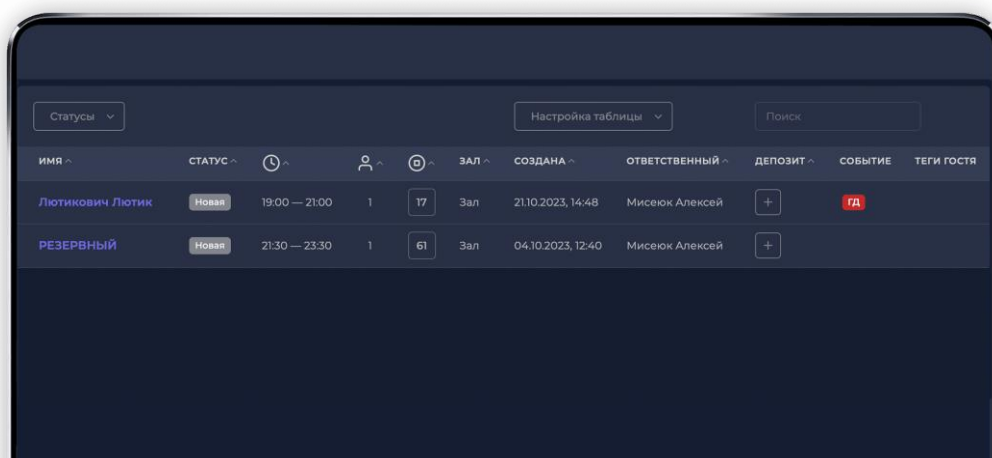 Статусы Настройка таблицы Поиск
ИМЯ СТАТУС ЗАЛ СОЗДАНА ОТВЕТСТВЕННЫЙ ДЕПОЗИТ СОБЫТИЕ ТЕГИ ГОСТЯ
Лютикович Лютик Новая 19:00 — 21:00 1 17 Зал 21.10.2023, 14:48 Мисеюк Алексей + ГД
РЕЗЕРВНЫЙ Новая 21:30 — 23:30 1 61 Зал 04.10.2023, 12:40 Мисеюк Алексей +